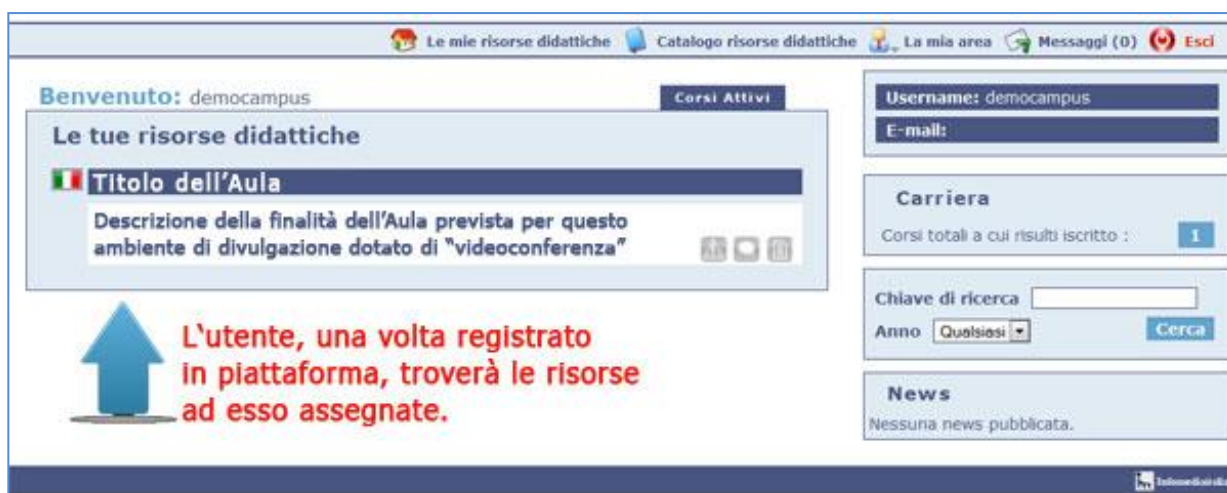 Le mie risorse didattiche Catalogo risorse didattiche La mia area Messaggi (0) Esci
Benvenuto: democampus
Corsi Attivi
Le tue risorse didattiche
Titolo dell'Aula
Descrizione della finalità dell'Aula prevista per questo
ambiente di divulgazione dotato di "videoconferenza"
L'utente, una volta registrato
in piattaforma, troverà le risorse
ad esso assegnate.
Username: democampus
E-mail:
Carriera
Corsi totali a cui risulti iscritto : 1
Chiave di ricerca
Anno Qualsiasi Cerca
News
Nessuna news pubblicata.